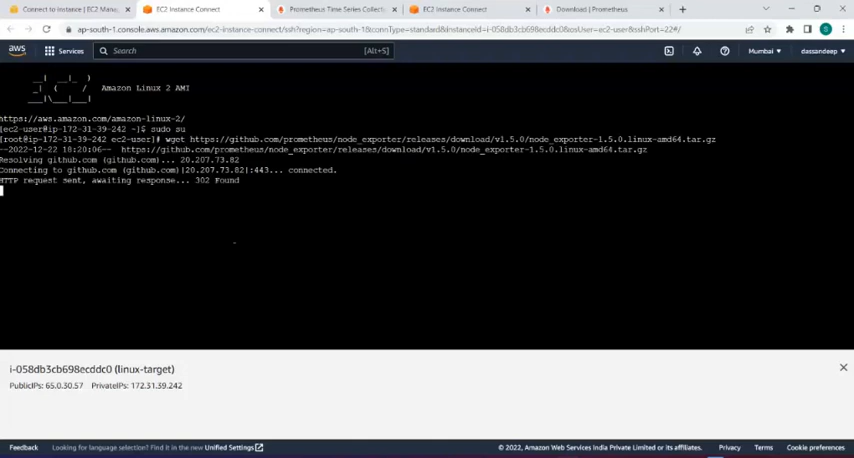 Connect to instance | EC2 Mana
EC2 Instance Connect
Prometheus Time Series Collecti
EC2 Instance Connect
Download | Prometheus
ap-south-1.console.aws.amazon.com/ec2-instance-connect/ssh?region=ap-south-1&connType=standard&instanceId=i-058db3cb698ecddc0&osUser=ec2-user&sshPort=22#/
S
aws
Services
Search
[Alt+S]
Mumbai
dassandeep
__|  __|_  )
_|  (     /   Amazon Linux 2 AMI
___|\___|___|
https://aws.amazon.com/amazon-linux-2/
[ec2-user@ip-172-31-39-242 ~]$ sudo su
[root@ip-172-31-39-242 ec2-user]# wget https://github.com/prometheus/node_exporter/releases/download/v1.5.0/node_exporter-1.5.0.linux-amd64.tar.gz
--2022-12-22 18:20:06--  https://github.com/prometheus/node_exporter/releases/download/v1.5.0/node_exporter-1.5.0.linux-amd64.tar.gz
Resolving github.com (github.com)... 20.207.73.82
Connecting to github.com (github.com)|20.207.73.82|:443... connected.
HTTP request sent, awaiting response... 302 Found
i-058db3cb698ecddc0 (linux-target)
PublicIPs: 65.0.30.57   PrivateIPs: 172.31.39.242
Feedback
Looking for language selection? Find it in the new Unified Settings
© 2022, Amazon Web Services India Private Limited or its affiliates.
Privacy
Terms
Cookie preferences